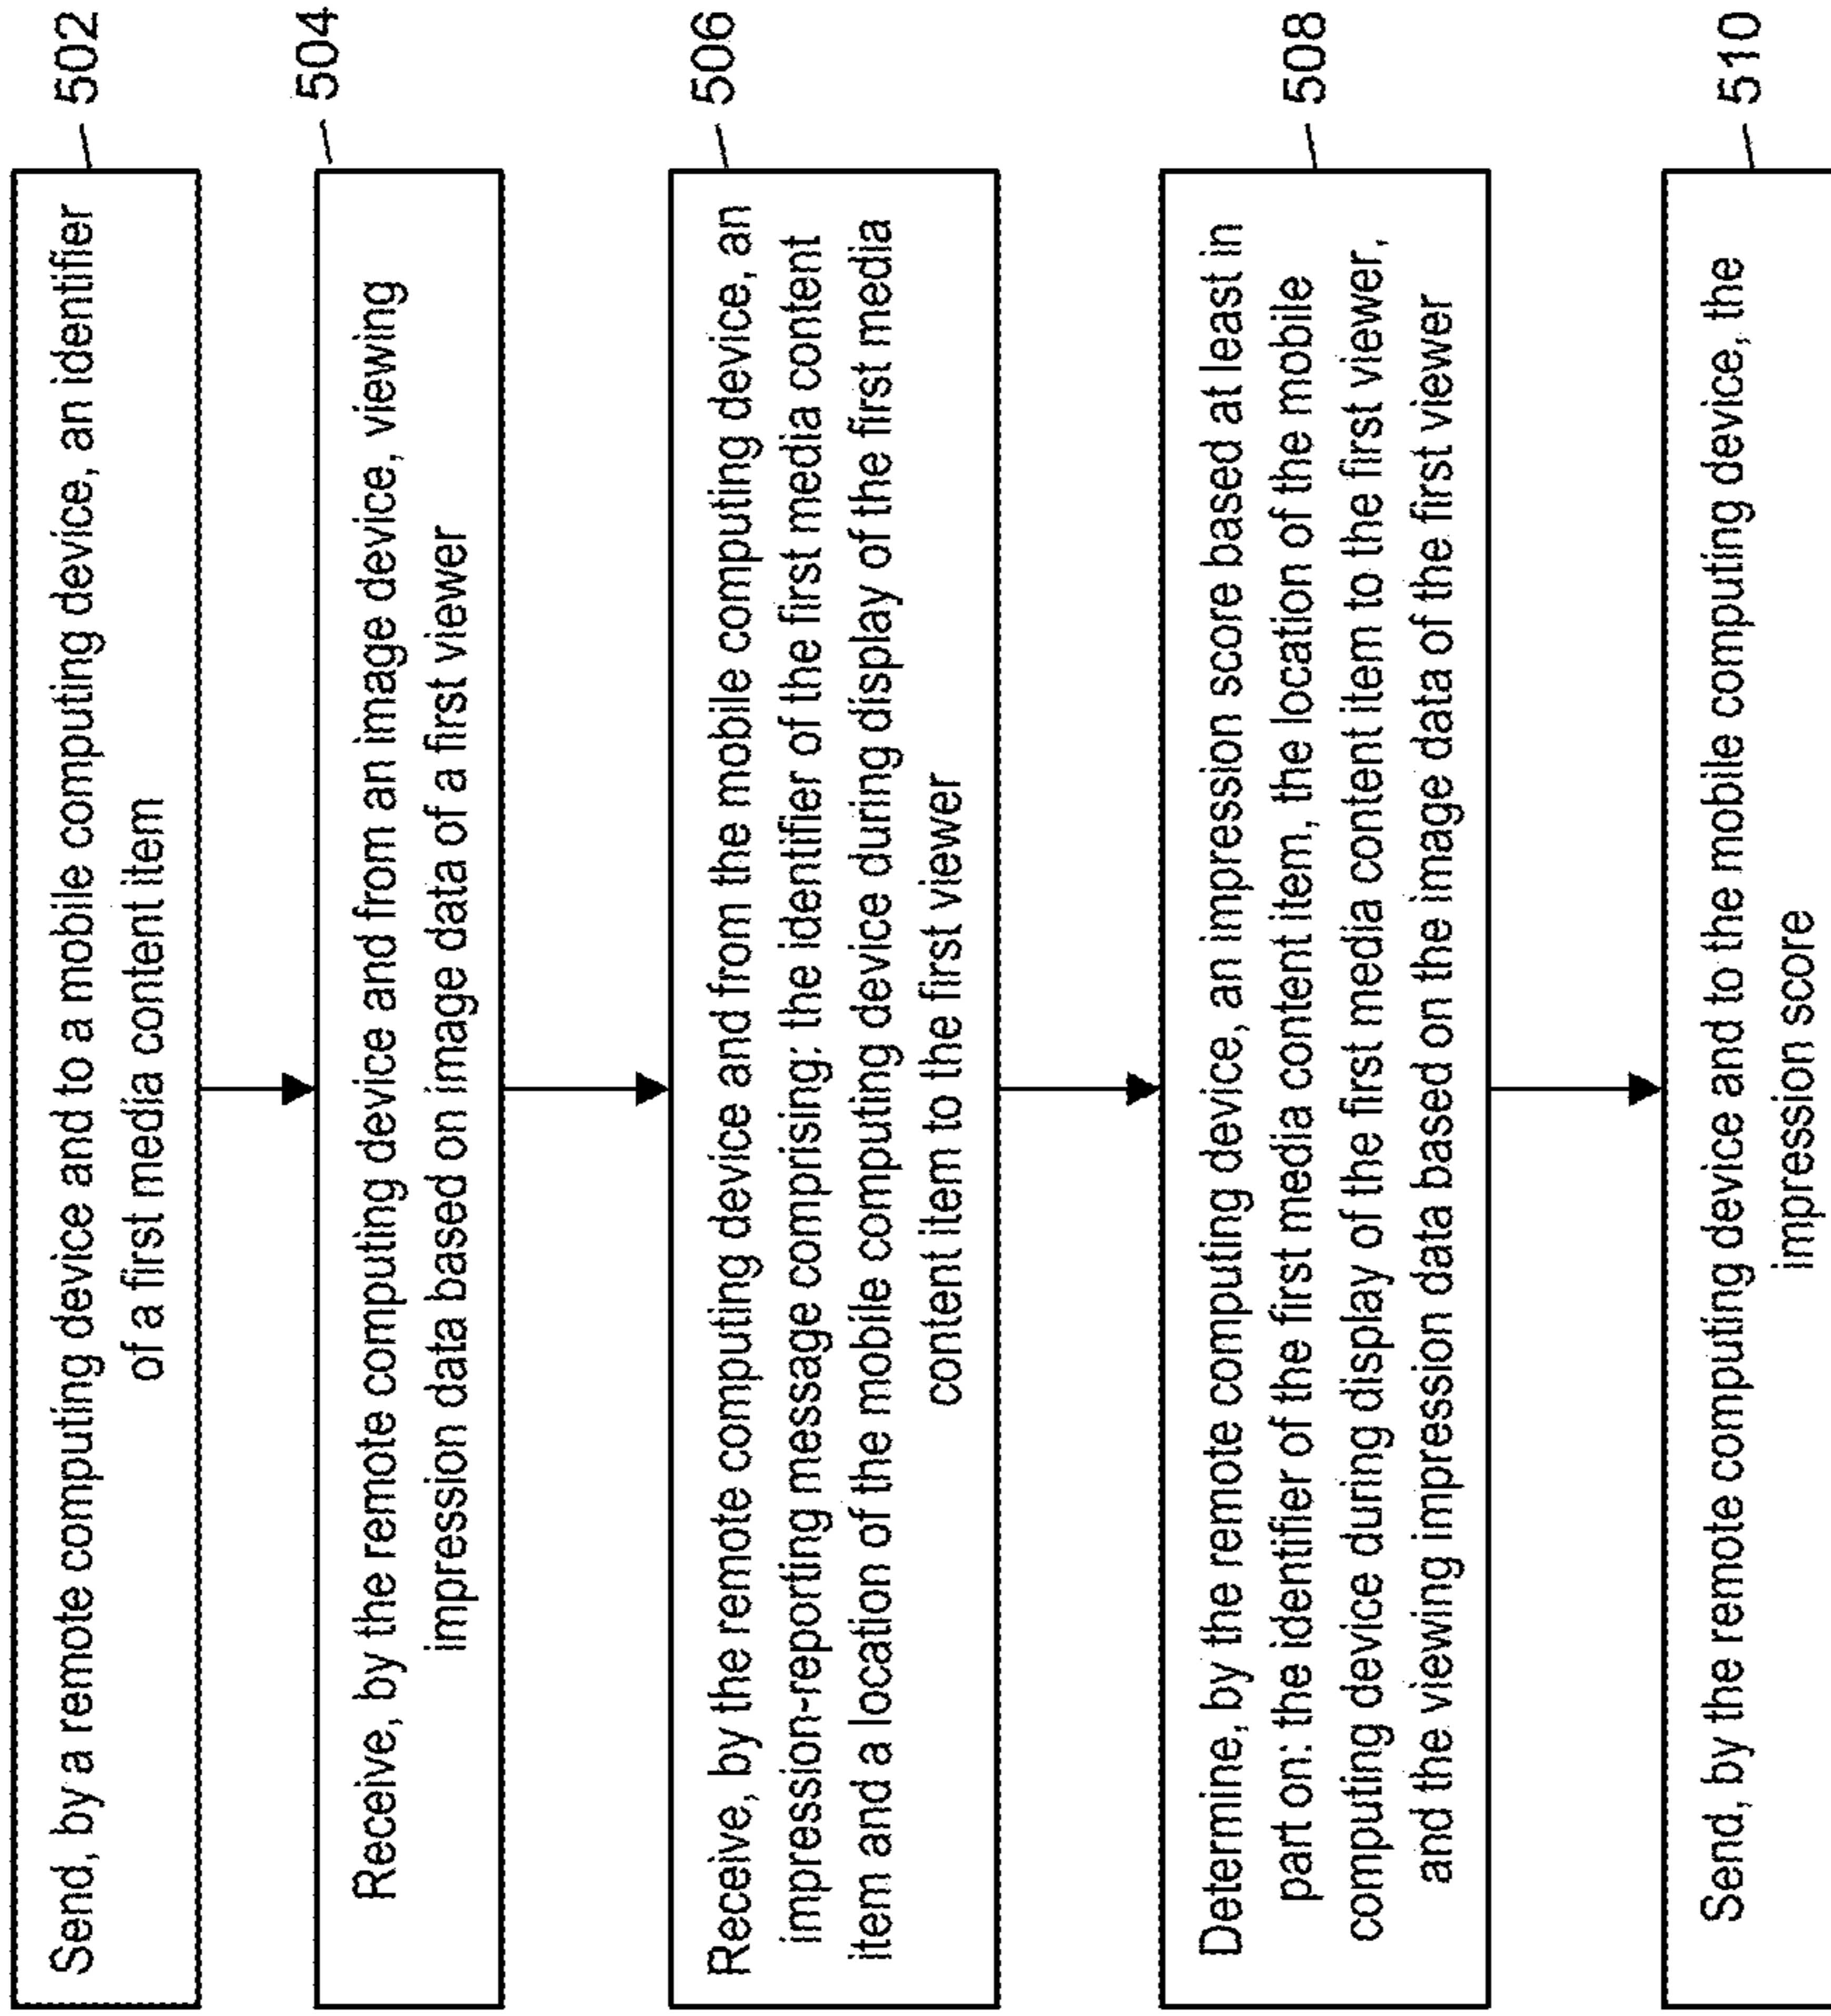 Send, by a remote computing device and to a mobile computing device, an identifier
of a first media content item
502
Receive, by the remote computing device and from an image device, viewing
impression data based on image data of a first viewer
504
Receive, by the remote computing device and from the mobile computing device, an
impression-reporting message comprising: the identifier of the first media content
item and a location of the mobile computing device during display of the first media
content item to the first viewer
506
Determine, by the remote computing device, an impression score based at least in
part on: the identifier of the first media content item, the location of the mobile
computing device during display of the first media content item to the first viewer,
and the viewing impression data based on the image data of the first viewer
508
Send, by the remote computing device and to the mobile computing device, the
impression score
510